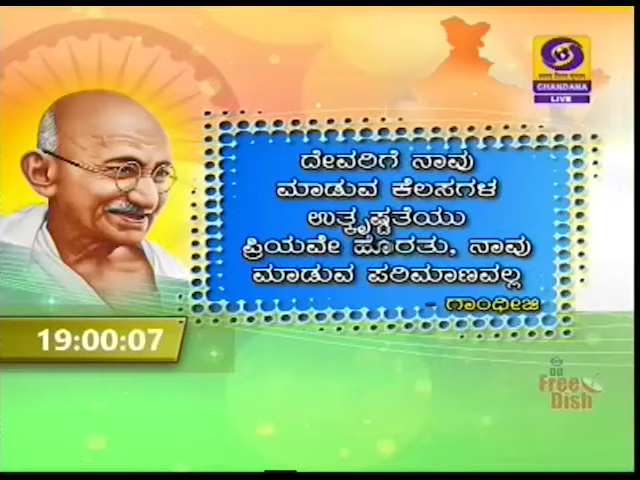 CHANDANA
LIVE
ದೇವರಿಗೆ ನಾವು
ಮಾಡುವ ಕೆಲಸಗಳ
ಉತ್ಕೃಷ್ಟತೆಯು
ಪ್ರಿಯವೇ ಹೊರತು, ನಾವು
ಮಾಡುವ ಪರಿಮಾಣವಲ್ಲ
- ಗಾಂಧೀಜಿ
19:00:07
DD
Free
Dish